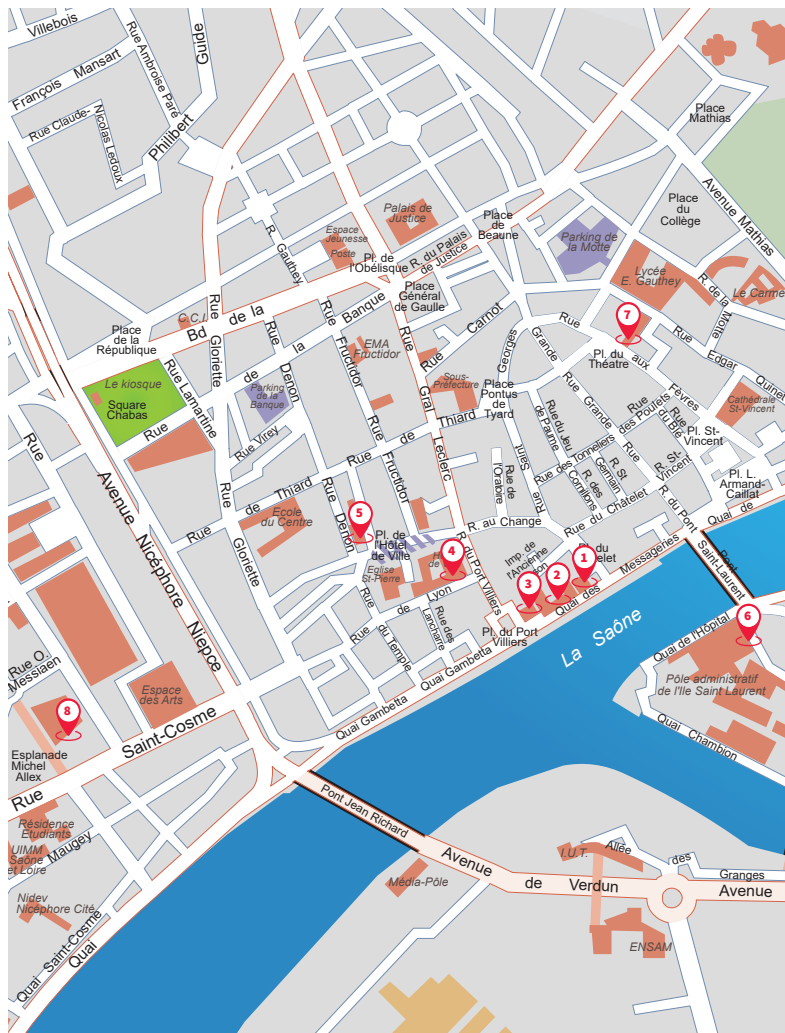 Villebois
Rue Ambroise Paré
Guide
François Mansart
Rue Claude-
Nicolas Ledoux
Philibert
Place
Mathias
Avenue Mathias
Place
du
Collège
Palais de
Justice
Espace
Jeunesse
Poste
R. Gauthey
Pl. de
l'Obélisque
R. du Palais
de Justice
Place
de
Beaune
Parking de
la Motte
Lycée
E. Gauthey
R. de la
Motte
Le Carmel
Place
Général
de Gaulle
C.C.I.
Bd de la
Place
de la
République
Rue
Gloriette
Rue de la Banque
Rue
Fructidor
EMA
Fructidor
Rue Carnot
Rue
Gral
Leclerc
Sous-
Préfecture
Georges
Saint
Rue
Grande
Rue
7
Pl. du
Théatre
Rue aux Fèvres
Rue
Edgar
Quinet
Cathédrale
St-Vincent
Le kiosque
Square
Chabas
Rue Lamartine
Parking
de la
Banque
Rue Denon
Rue Virey
Place
Pontus de
Tyard
Rue du Jeu
de Paume
Rue des Tonneliers
Rue des Poulets
Rue
du Blé
Pl. St-
Vincent
R. St-
Vincent
R. St
Germain
R. des
Cornillons
Pl. L.
Armand-
Caillat
Rue de Thiard
Fructidor
Rue de
l'Oratoire
R. au Change
Rue du Châtelet
R. du Pont
Saint-Laurent
Pont
Quai de
Rue
Avenue Nicéphore Niepce
Ecole
du Centre
Rue
Denon
5
Pl. de
l'Hôtel
de Ville
Eglise
St-Pierre
4
R. du Port Villiers
Imp. de
l'Ancienne
3
2
1
Quai des Messageries
Gloriette
Rue de Lyon
Rue
du Temple
Rue des
Lancharre
Pl. du Port
Villiers
La Saône
6
Quai de l'Hôpital
Pôle administratif
de l'Ile Saint Laurent
Quai Chambion
Quai Gambetta
Quai Gambetta
Rue O.
Messiaen
8
Espace
des Arts
Esplanade
Michel
Allex
Rue Saint-Cosme
Pont Jean Richard
Résidence
Etudiants
UIMM
Saône
et Loire
Maugey
Nidev
Nicéphore Cité
Quai Saint-Cosme
Quai
Média-Pôle
Avenue de Verdun
I.U.T.
Allée
des
Granges
Avenue
ENSAM